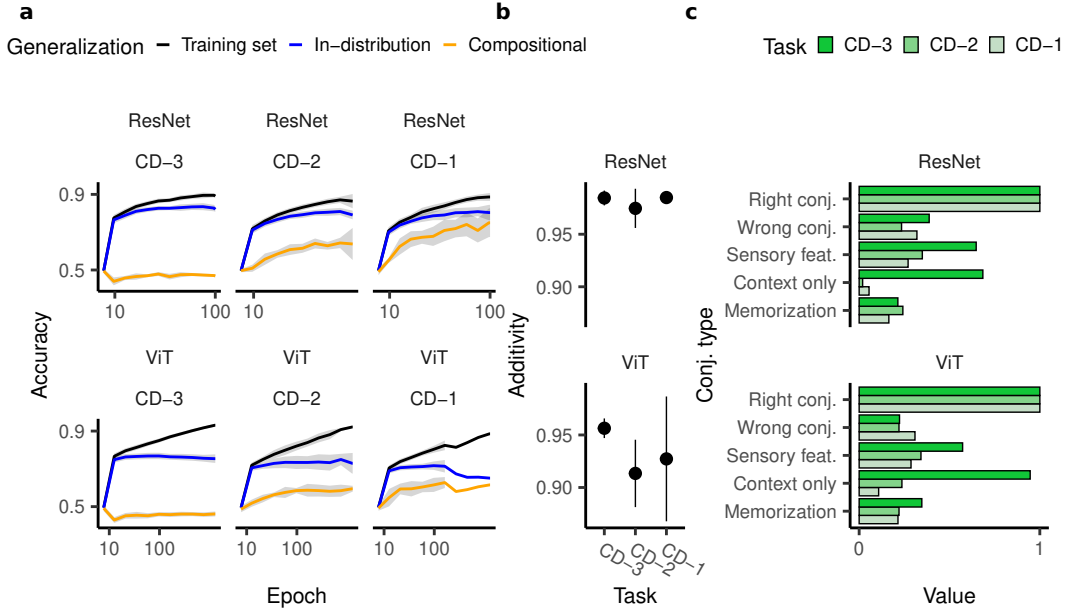 a
b
c
Generalization Training set In-distribution Compositional
Task CD-3 CD-2 CD-1
ResNet
CD-3
ResNet
CD-2
ResNet
CD-1
0.9
0.5
10
100
10
10
100
ViT
CD-3
ViT
CD-2
ViT
CD-1
0.9
0.5
10
100
10
100
10
100
Accuracy
Epoch
ResNet
0.95
0.90
ViT
0.95
0.90
CD-3
CD-2
CD-1
Additivity
Task
ResNet
Right conj.
Wrong conj.
Sensory feat.
Context only
Memorization
ViT
Right conj.
Wrong conj.
Sensory feat.
Context only
Memorization
0
1
Conj. type
Value